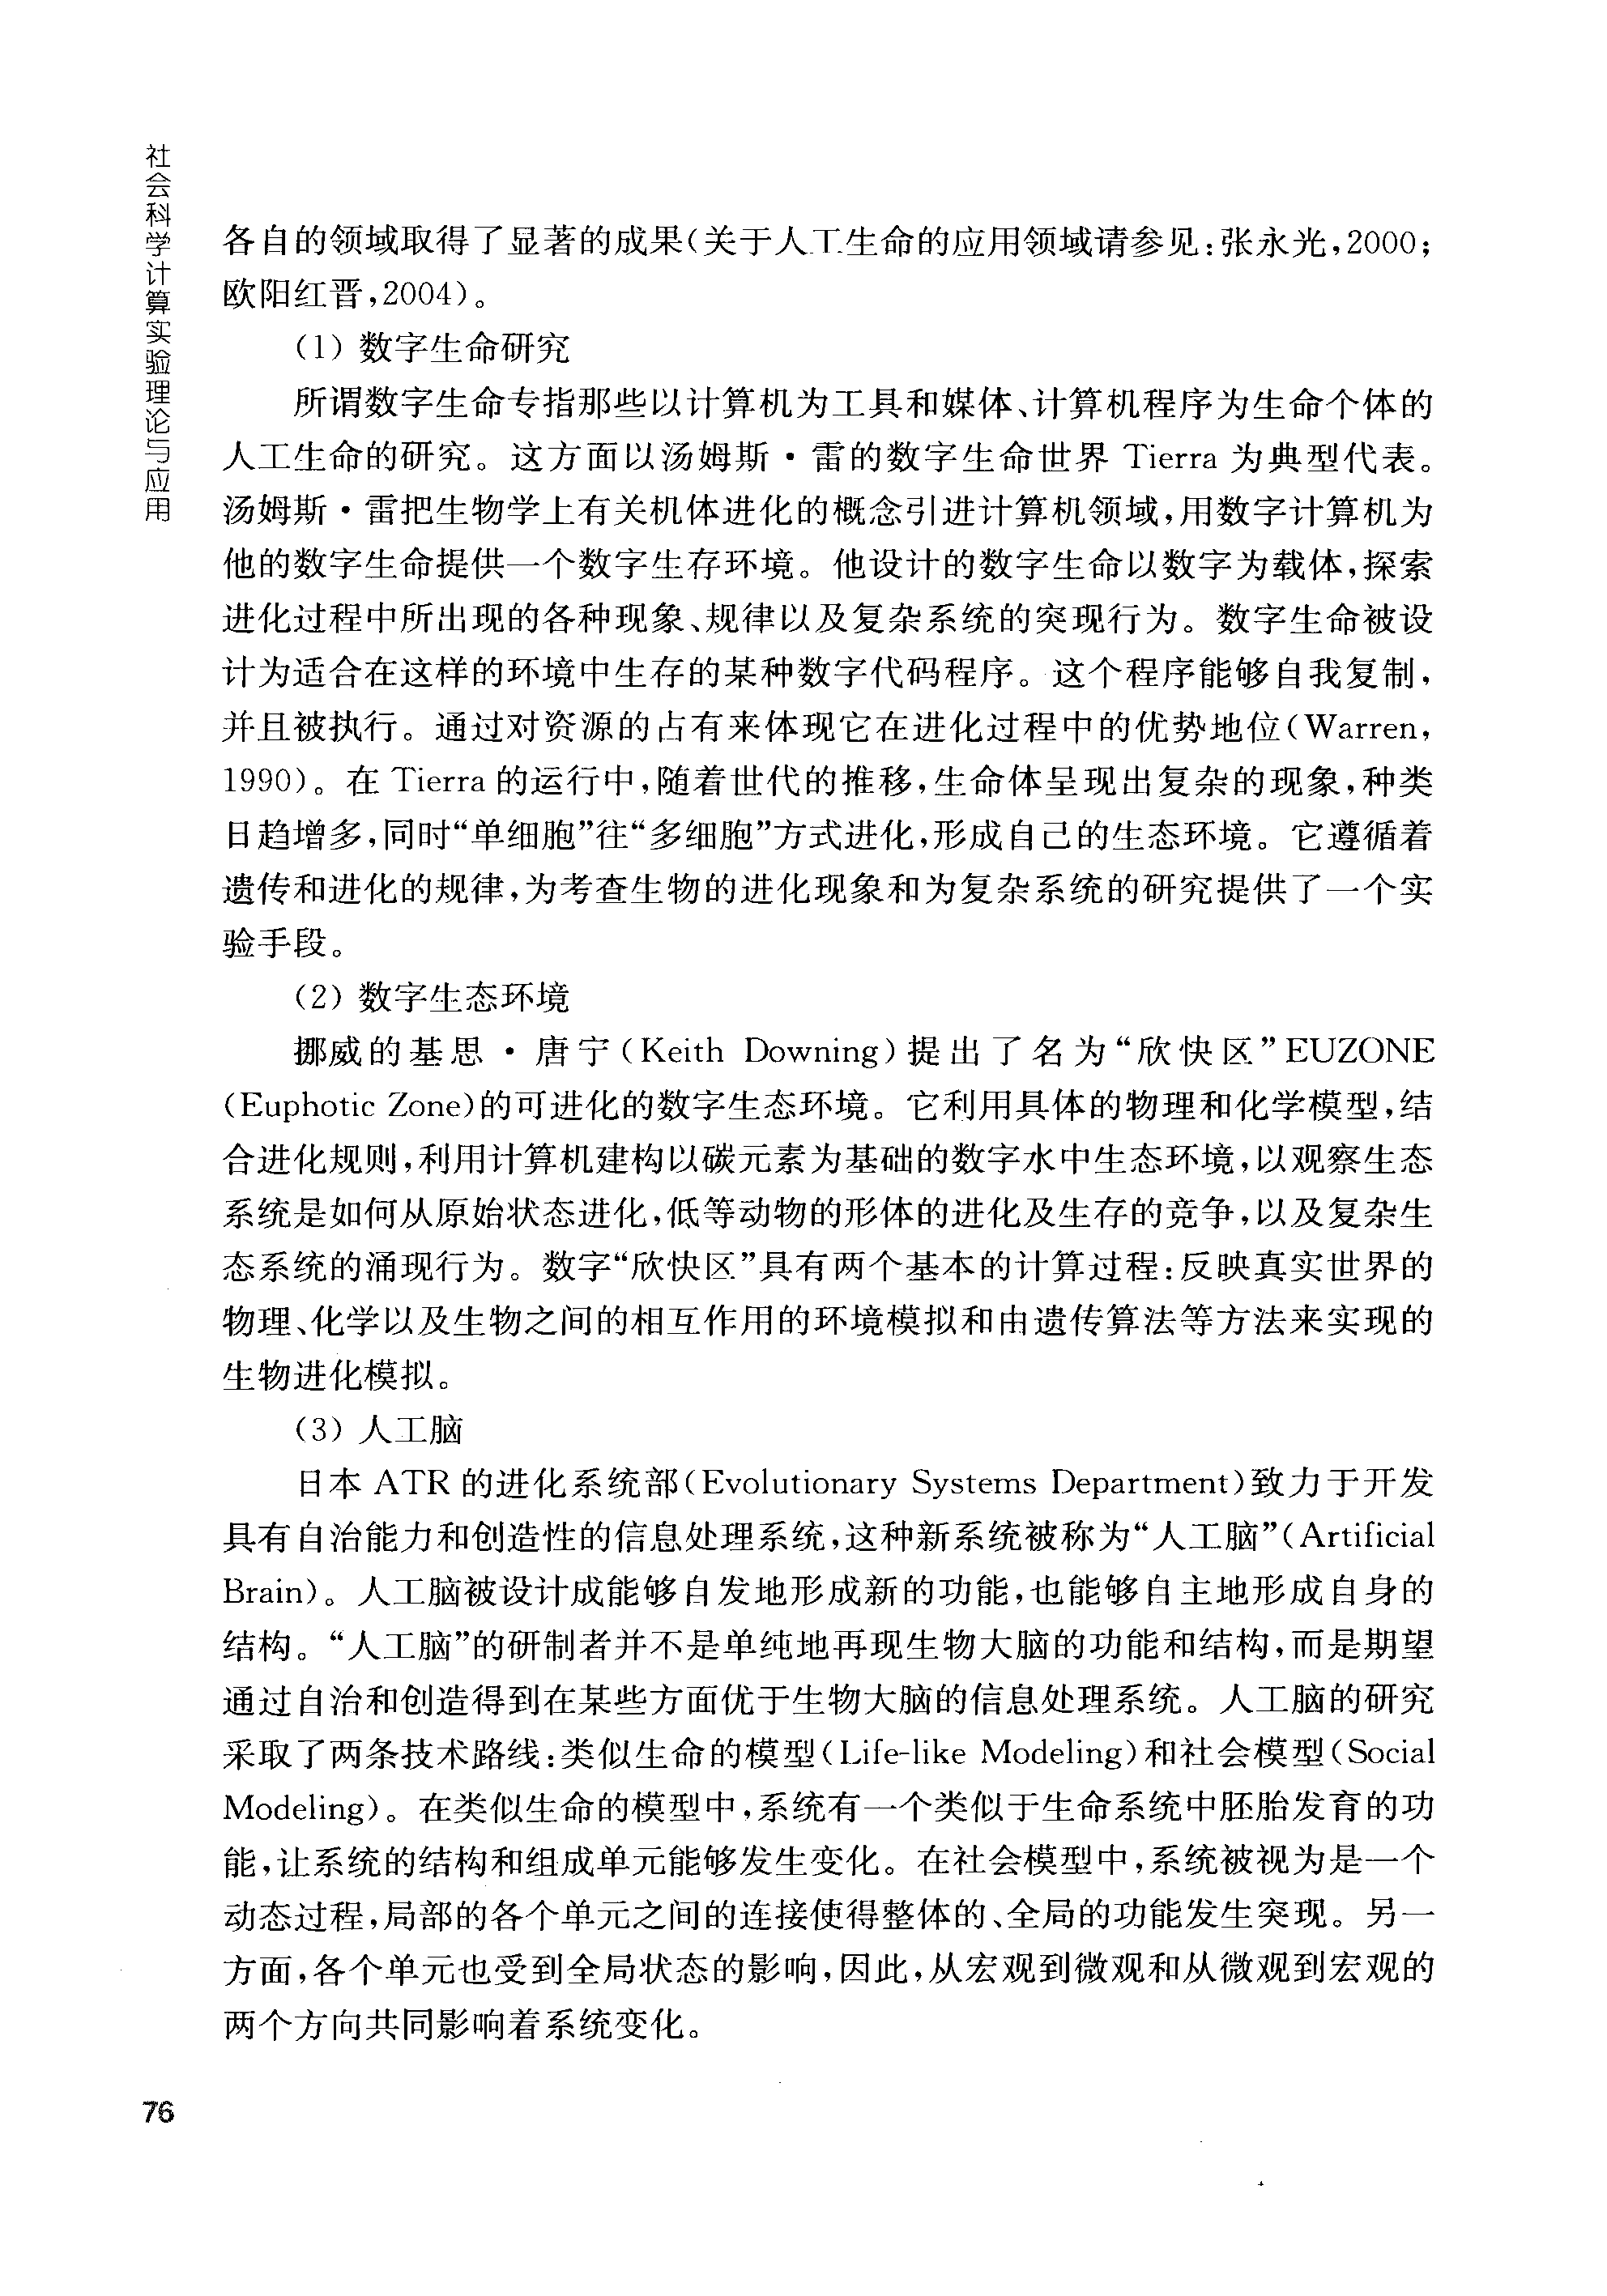 社会科学计算实验理论与应用
各自的领域取得了显著的成果(关于人工生命的应用领域请参见:张永光,2000;
欧阳红晋,2004)。
(1) 数字生命研究
所谓数字生命专指那些以计算机为工具和媒体、计算机程序为生命个体的
人工生命的研究。这方面以汤姆斯·雷的数字生命世界 Tierra 为典型代表。
汤姆斯·雷把生物学上有关机体进化的概念引进计算机领域,用数字计算机为
他的数字生命提供一个数字生存环境。他设计的数字生命以数字为载体,探索
进化过程中所出现的各种现象、规律以及复杂系统的突现行为。数字生命被设
计为适合在这样的环境中生存的某种数字代码程序。这个程序能够自我复制,
并且被执行。通过对资源的占有来体现它在进化过程中的优势地位(Warren,
1990)。在 Tierra 的运行中,随着世代的推移,生命体呈现出复杂的现象,种类
日趋增多,同时“单细胞”往“多细胞”方式进化,形成自己的生态环境。它遵循着
遗传和进化的规律,为考查生物的进化现象和为复杂系统的研究提供了一个实
验手段。
(2) 数字生态环境
挪威的基思·唐宁(Keith Downing)提出了名为“欣快区”EUZONE
(Euphotic Zone)的可进化的数字生态环境。它利用具体的物理和化学模型,结
合进化规则,利用计算机建构以碳元素为基础的数字水中生态环境,以观察生态
系统是如何从原始状态进化,低等动物的形体的进化及生存的竞争,以及复杂生
态系统的涌现行为。数字“欣快区”具有两个基本的计算过程:反映真实世界的
物理、化学以及生物之间的相互作用的环境模拟和由遗传算法等方法来实现的
生物进化模拟。
(3) 人工脑
日本 ATR 的进化系统部(Evolutionary Systems Department)致力于开发
具有自治能力和创造性的信息处理系统,这种新系统被称为“人工脑”(Artificial
Brain)。人工脑被设计成能够自发地形成新的功能,也能够自主地形成自身的
结构。“人工脑”的研制者并不是单纯地再现生物大脑的功能和结构,而是期望
通过自治和创造得到在某些方面优于生物大脑的信息处理系统。人工脑的研究
采取了两条技术路线:类似生命的模型(Life-like Modeling)和社会模型(Social
Modeling)。在类似生命的模型中,系统有一个类似于生命系统中胚胎发育的功
能,让系统的结构和组成单元能够发生变化。在社会模型中,系统被视为是一个
动态过程,局部的各个单元之间的连接使得整体的、全局的功能发生突现。另一
方面,各个单元也受到全局状态的影响,因此,从宏观到微观和从微观到宏观的
两个方向共同影响着系统变化。
76